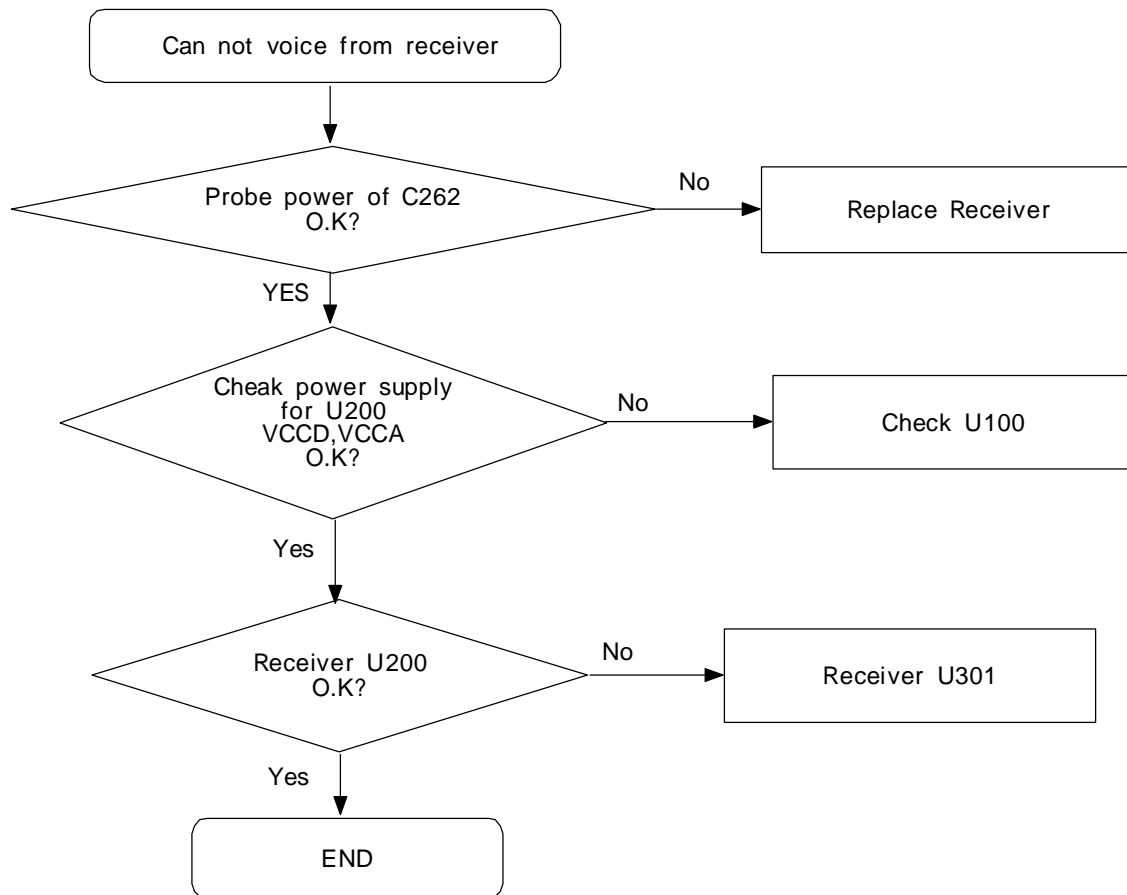 Can not voice from receiver
Probe power of C262
O.K?
No
Replace Receiver
YES
Cheak power supply
for U200
VCCD,VCCA
O.K?
No
Check U100
Yes
Receiver U200
O.K?
No
Receiver U301
Yes
END